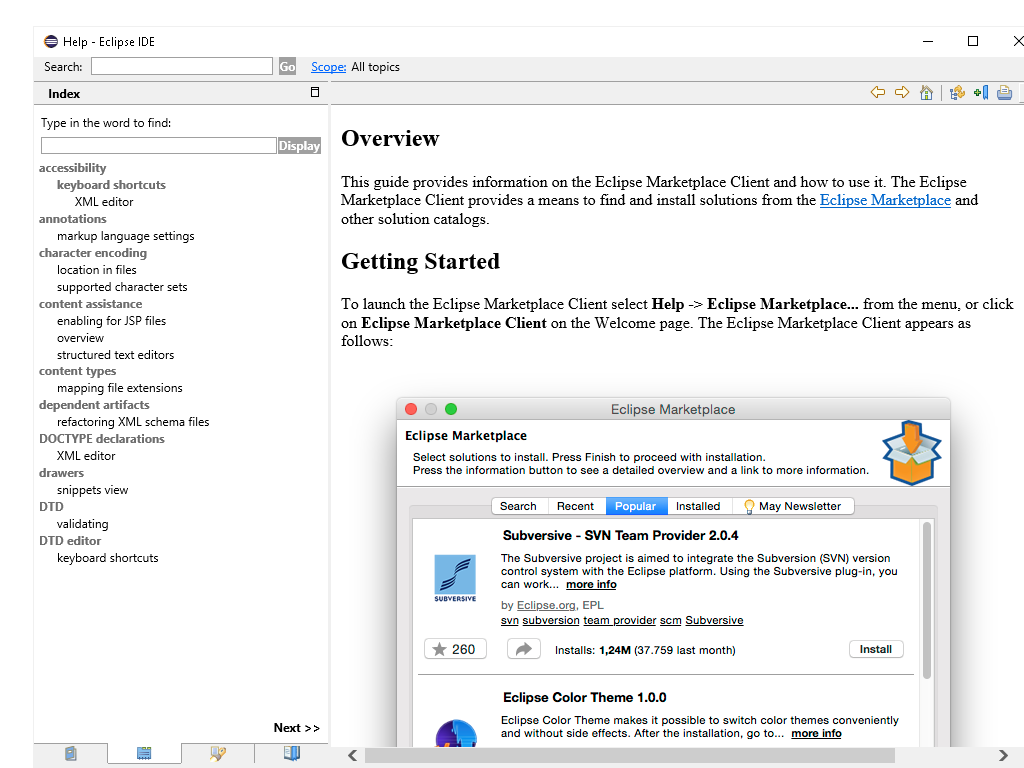 Help - Eclipse IDE
Search:
Go
Scope: All topics
Index
Type in the word to find:
Display
accessibility
keyboard shortcuts
XML editor
annotations
markup language settings
character encoding
location in files
supported character sets
content assistance
enabling for JSP files
overview
structured text editors
content types
mapping file extensions
dependent artifacts
refactoring XML schema files
DOCTYPE declarations
XML editor
drawers
snippets view
DTD
validating
DTD editor
keyboard shortcuts
Next >>
Overview
This guide provides information on the Eclipse Marketplace Client and how to use it. The Eclipse
Marketplace Client provides a means to find and install solutions from the Eclipse Marketplace and
other solution catalogs.
Getting Started
To launch the Eclipse Marketplace Client select Help -> Eclipse Marketplace... from the menu, or click
on Eclipse Marketplace Client on the Welcome page. The Eclipse Marketplace Client appears as
follows:
Eclipse Marketplace
Eclipse Marketplace
Select solutions to install. Press Finish to proceed with installation.
Press the information button to see a detailed overview and a link to more information.
Search Recent Popular Installed May Newsletter
Subversive - SVN Team Provider 2.0.4
The Subversive project is aimed to integrate the Subversion (SVN) version
control system with the Eclipse platform. Using the Subversive plug-in, you
can work... more info
SUBVERSIVE
by Eclipse.org, EPL
svn subversion team provider scm Subversive
260 Installs: 1,24M (37.759 last month) Install
Eclipse Color Theme 1.0.0
Eclipse Color Theme makes it possible to switch color themes conveniently
and without side effects. After the installation, go to... more info